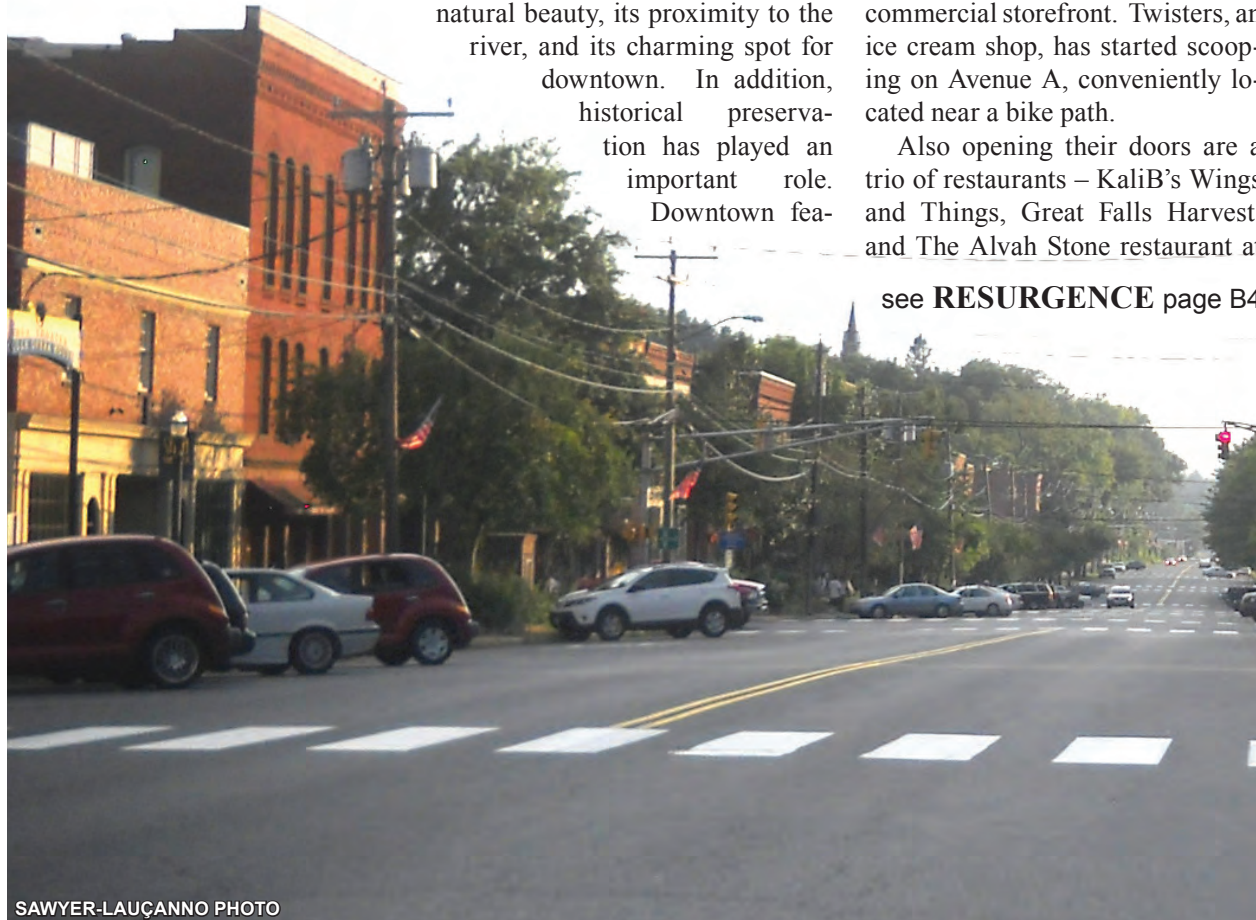 natural beauty, its proximity to the
river, and its charming spot for
downtown. In addition,
historical preserva-
tion has played an
important role.
Downtown fea-
commercial storefront. Twisters, an
ice cream shop, has started scoop-
ing on Avenue A, conveniently lo-
cated near a bike path.
Also opening their doors are a
trio of restaurants – KaliB's Wings
and Things, Great Falls Harvest
and The Alvah Stone restaurant at
see RESURGENCE page B4
SAWYER-LAUÇANNO PHOTO